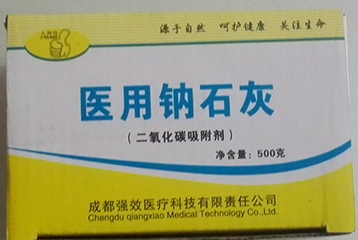 源于自然 呵护健康 关注生命
医用钠石灰
(二氧化碳吸附剂)
净含量：500克
成都强效医疗科技有限责任公司
Chengdu qiangxiao Medical Technology Co.,Ltd.